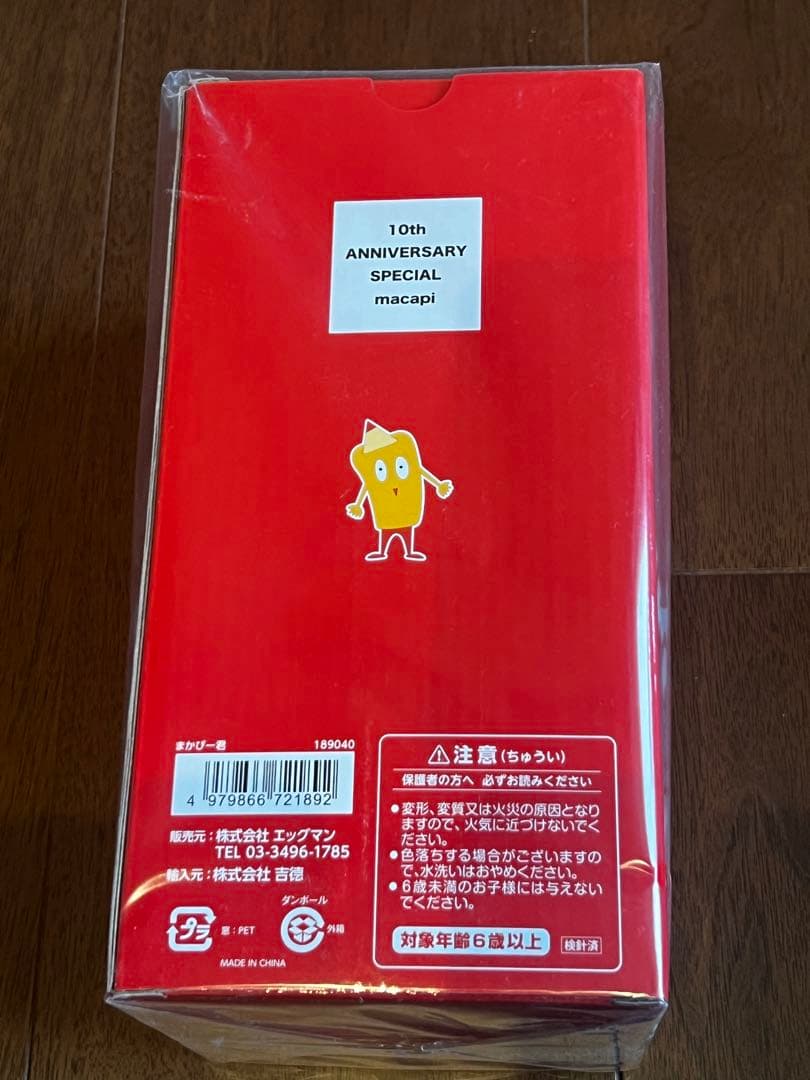 10th
ANNIVERSARY
SPECIAL
macapi
まかぴー君 189040
4 979866 721892
販売元:株式会社 エッグマン
TEL 03-3496-1785
輸入元:株式会社 吉徳
プラ
窓:PET
ダンボール
外箱
MADE IN CHINA
注意(ちゅうい)
保護者の方へ 必ずお読みください
●変形、変質又は火災の原因となり
ますので、火気に近づけないでく
ださい。
●色落ちする場合がございますの
で、水洗いはおやめください。
●6歳未満のお子様には与えない
でください。
対象年齢6歳以上
検針済